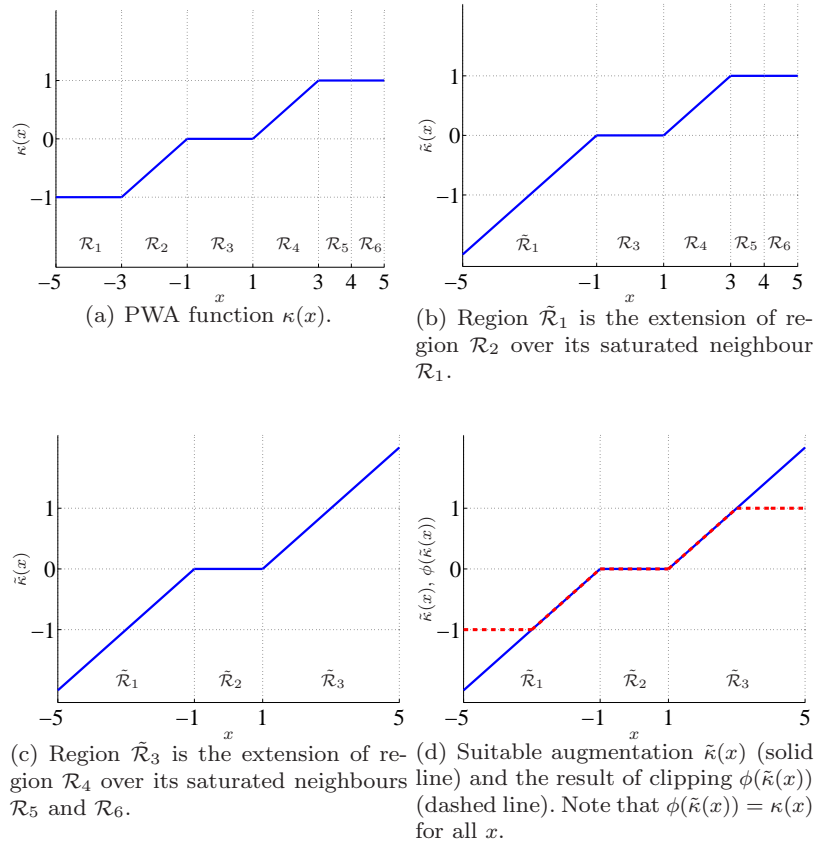 κ(x)
1
0
−1
R₁ R₂ R₃ R₄ R₅ R₆
−5 −3 −1 1 3 4 5
x
(a) PWA function κ(x).
κ̃(x)
1
0
−1
R̃₁ R₃ R₄ R₅ R₆
−5 −1 1 3 4 5
x
(b) Region R̃₁ is the extension of re-
gion R₂ over its saturated neighbour
R₁.
κ̃(x)
1
0
−1
R̃₁ R̃₂ R̃₃
−5 −1 1 5
x
(c) Region R̃₃ is the extension of re-
gion R₄ over its saturated neighbours
R₅ and R₆.
κ̃(x), φ(κ̃(x))
1
0
−1
R̃₁ R̃₂ R̃₃
−5 −1 1 5
x
(d) Suitable augmentation κ̃(x) (solid
line) and the result of clipping φ(κ̃(x))
(dashed line). Note that φ(κ̃(x)) = κ(x)
for all x.